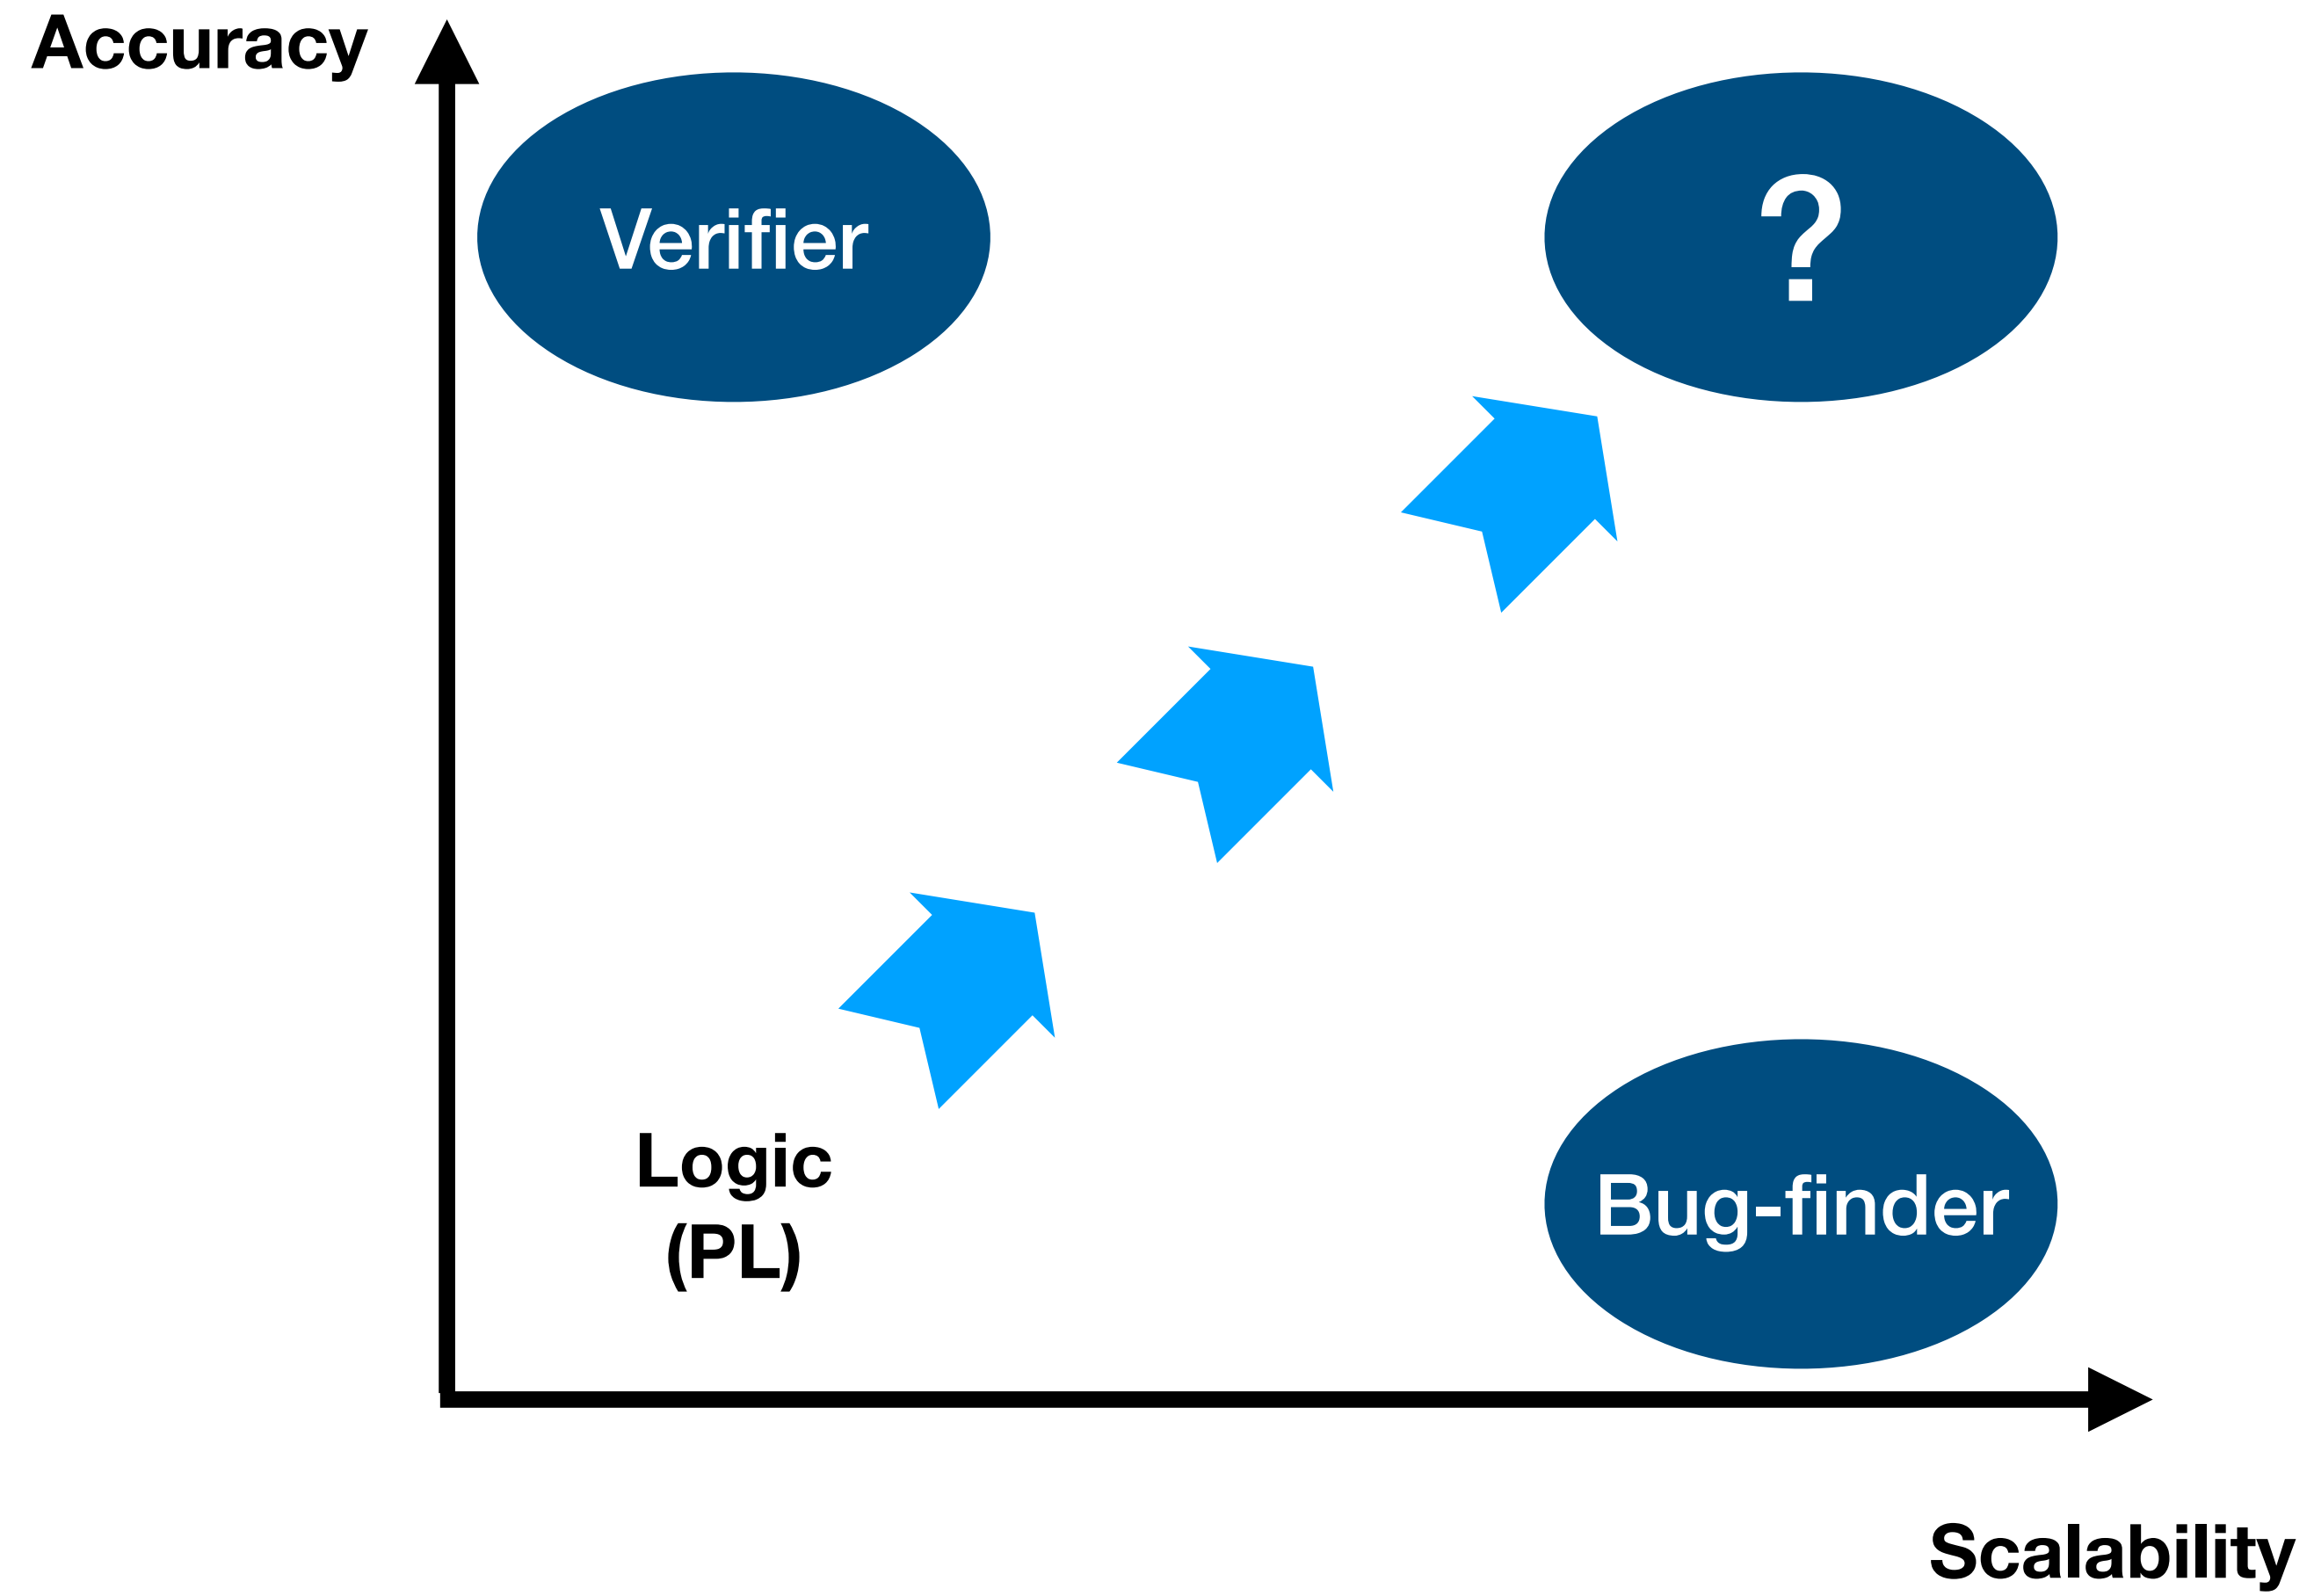 Accuracy
Verifier
?
Logic
(PL)
Bug-finder
Scalability